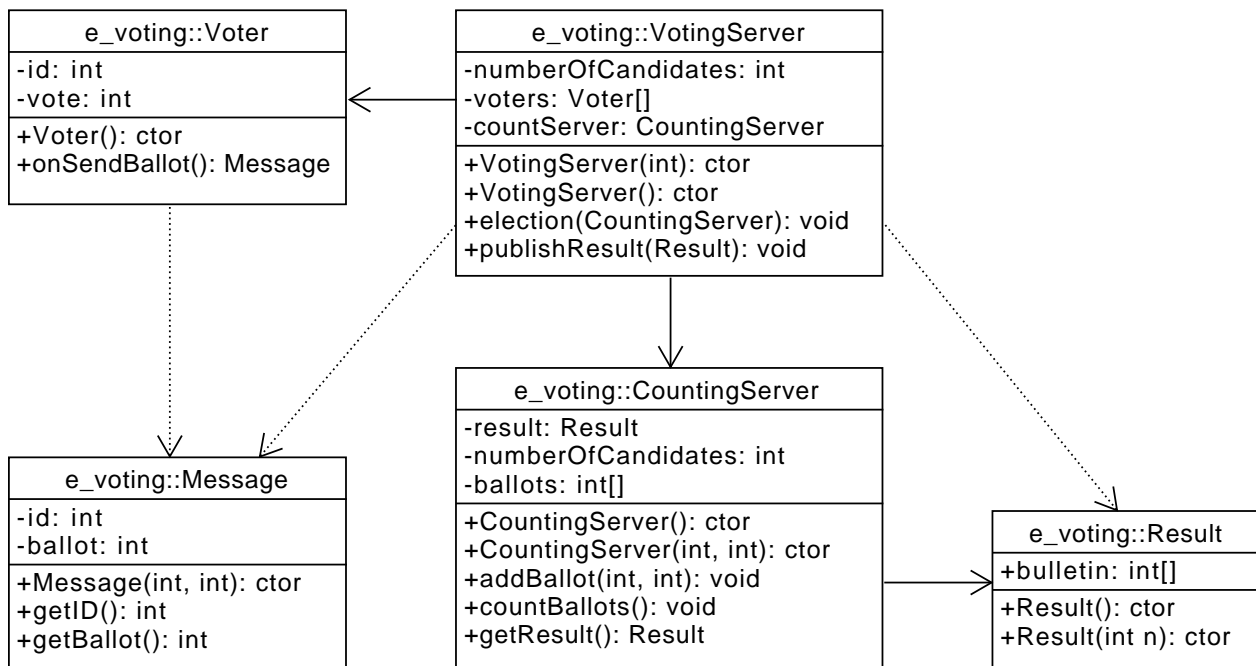 e_voting::Voter
-id: int
-vote: int
+Voter(): ctor
+onSendBallot(): Message
e_voting::VotingServer
-numberOfCandidates: int
-voters: Voter[]
-countServer: CountingServer
+VotingServer(int): ctor
+VotingServer(): ctor
+election(CountingServer): void
+publishResult(Result): void
e_voting::Message
-id: int
-ballot: int
+Message(int, int): ctor
+getID(): int
+getBallot(): int
e_voting::CountingServer
-result: Result
-numberOfCandidates: int
-ballots: int[]
+CountingServer(): ctor
+CountingServer(int, int): ctor
+addBallot(int, int): void
+countBallots(): void
+getResult(): Result
e_voting::Result
+bulletin: int[]
+Result(): ctor
+Result(int n): ctor